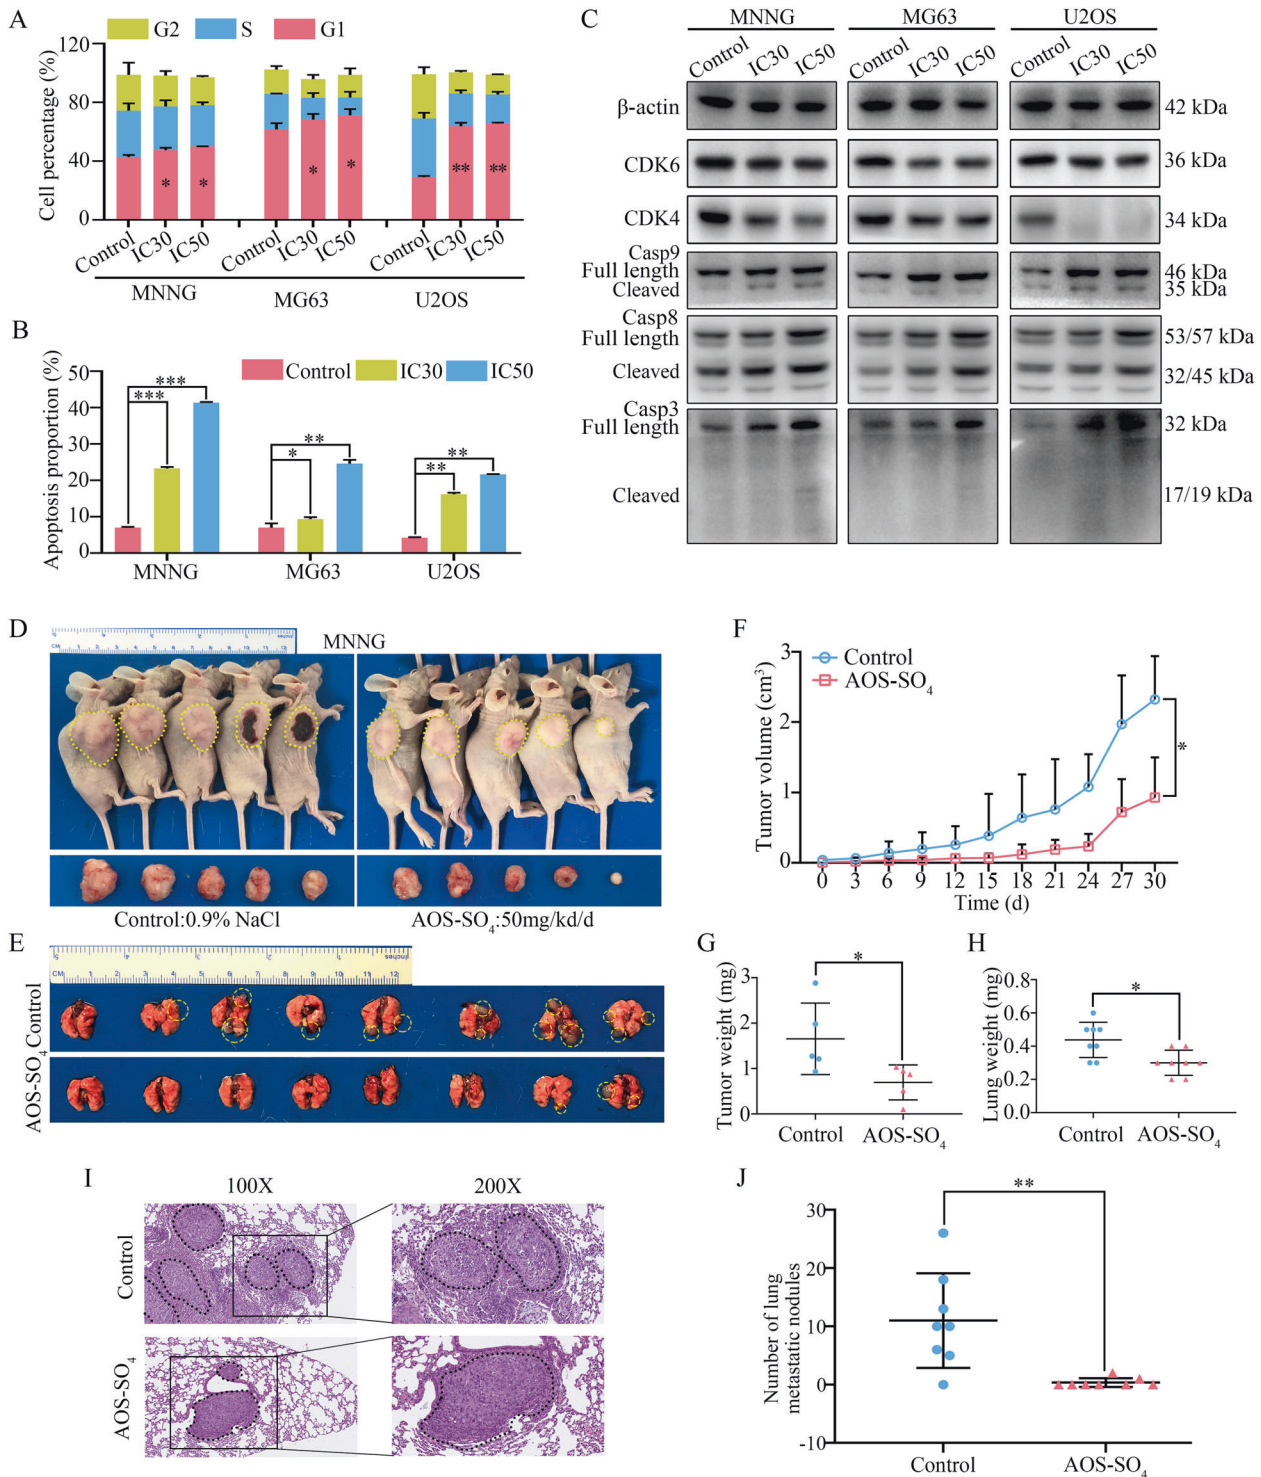 A
G2 S G1
Cell percentage (%)
120
80
40
0
Control IC30 IC50 Control IC30 IC50 Control IC30 IC50
* * * * ** **
MNNG MG63 U2OS
B
Apoptosis proportion (%)
Control IC30 IC50
50
40
30
20
10
0
*** *** ** * ** **
MNNG MG63 U2OS
C
MNNG MG63 U2OS
Control IC30 IC50 Control IC30 IC50 Control IC30 IC50
β-actin 42 kDa
CDK6 36 kDa
CDK4 34 kDa
Casp9
Full length 46 kDa
Cleaved 35 kDa
Casp8
Full length 53/57 kDa
Cleaved 32/45 kDa
Casp3
Full length 32 kDa
Cleaved 17/19 kDa
D
MNNG
Control:0.9% NaCl AOS-SO4:50mg/kd/d
E
Control
AOS-SO4
F
Control
AOS-SO4
Tumor volume (cm³)
3
2
1
0
*
0 3 6 9 12 15 18 21 24 27 30
Time (d)
G
Tumor weight (mg)
*
3
2
1
0
Control AOS-SO4
H
Lung weight (mg)
*
0.8
0.6
0.4
0.2
0.0
Control AOS-SO4
I
100X 200X
Control
AOS-SO4
J
Number of lung
metastatic nodules
**
30
20
10
0
-10
Control AOS-SO4